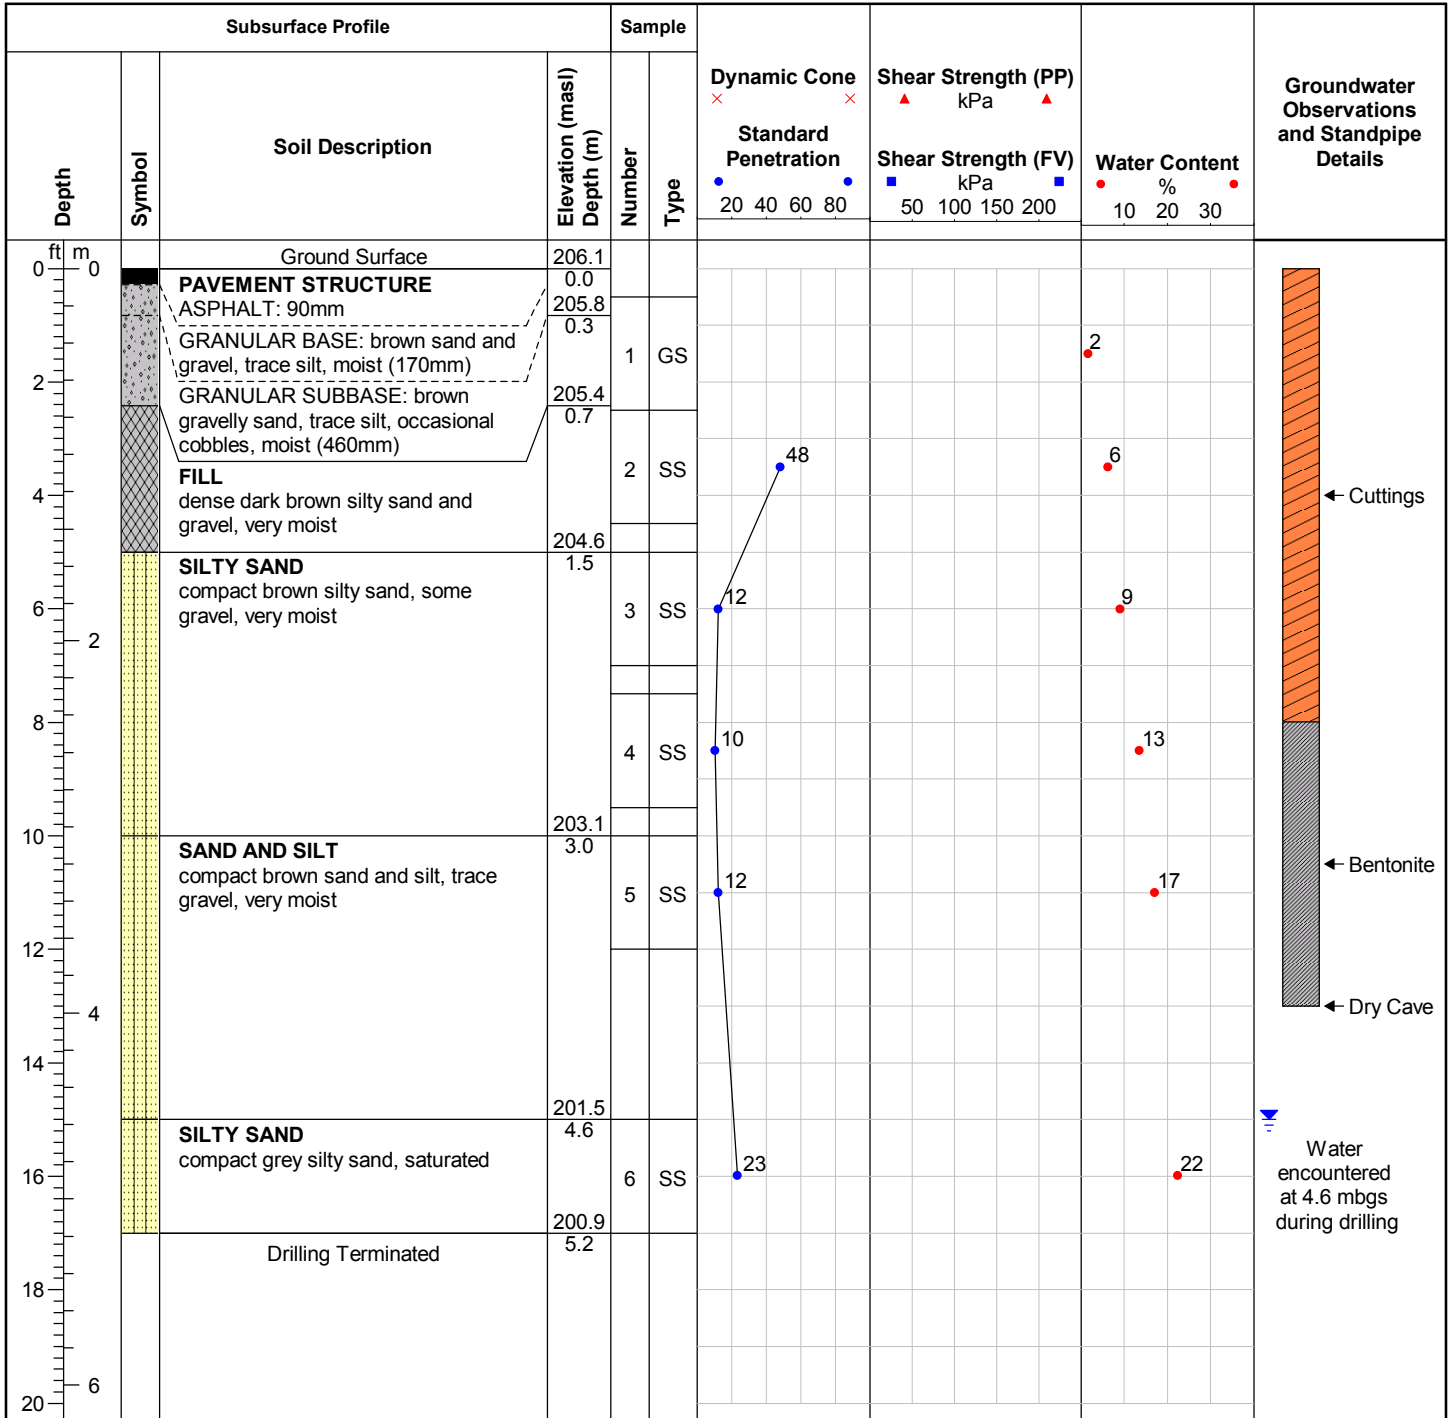 Subsurface Profile
Sample
Depth
Symbol
Soil Description
Elevation (masl)
Depth (m)
Number
Type
Dynamic Cone
Standard
Penetration
20 40 60 80
Shear Strength (PP)
kPa
Shear Strength (FV)
kPa
50 100 150 200
Water Content
%
10 20 30
Groundwater
Observations
and Standpipe
Details
ft m
Ground Surface
206.1
0 0
0.0
PAVEMENT STRUCTURE
ASPHALT: 90mm
205.8
0.3
GRANULAR BASE: brown sand and
gravel, trace silt, moist (170mm)
1 GS
2
2
GRANULAR SUBBASE: brown
gravelly sand, trace silt, occasional
cobbles, moist (460mm)
205.4
0.7
FILL
dense dark brown silty sand and
gravel, very moist
2 SS
48
6
4
Cuttings
204.6
1.5
SILTY SAND
compact brown silty sand, some
gravel, very moist
6
3 SS
12
9
2
8
4 SS
10
13
10
203.1
3.0
SAND AND SILT
compact brown sand and silt, trace
gravel, very moist
5 SS
12
17
Bentonite
12
4
Dry Cave
14
201.5
4.6
SILTY SAND
compact grey silty sand, saturated
16
6 SS
23
22
Water
encountered
at 4.6 mbgs
during drilling
200.9
5.2
Drilling Terminated
18
6
20